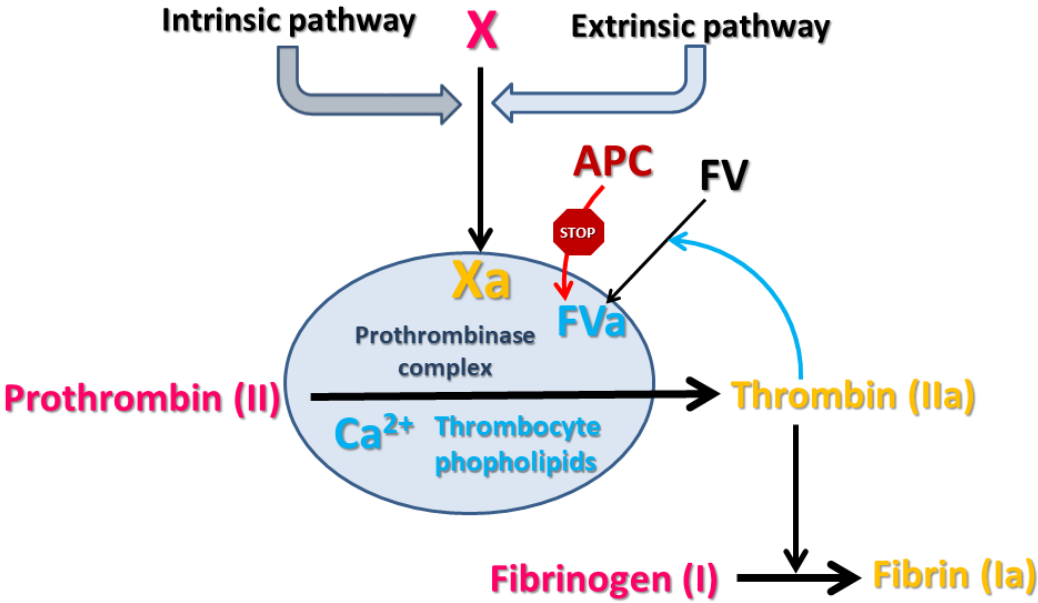 Intrinsic pathway
X
Extrinsic pathway
APC
FV
STOP
Xa
FVa
Prothrombinase
complex
Prothrombin (II)
Thrombin (IIa)
Ca²⁺
Thrombocyte
phopholipids
Fibrinogen (I)
Fibrin (Ia)